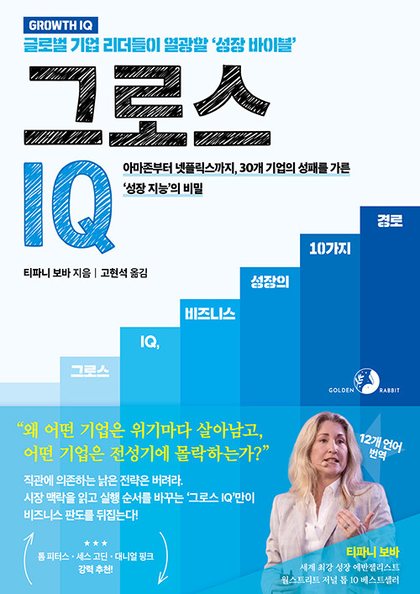 GROWTH IQ
글로벌 기업 리더들이 열광할 ‘성장 바이블’
그로스
IQ
아마존부터 넷플릭스까지, 30개 기업의 성패를 가른
‘성장 지능’의 비밀
티파니 보바 지음 | 고현석 옮김
그로스
IQ,
비즈니스
성장의
10가지
경로
GOLDEN RABBIT
“왜 어떤 기업은 위기마다 살아남고,
어떤 기업은 전성기에 몰락하는가?”
직관에 의존하는 낡은 전략은 버려라.
시장 맥락을 읽고 실행 순서를 바꾸는 ‘그로스 IQ’만이
비즈니스 판도를 뒤집는다!
톰 피터스 · 세스 고딘 · 대니얼 핑크
강력 추천!
12개 언어
번역
티파니 보바
세계 최강 성장 에반젤리스트
월스트리트 저널 톱 10 베스트셀러